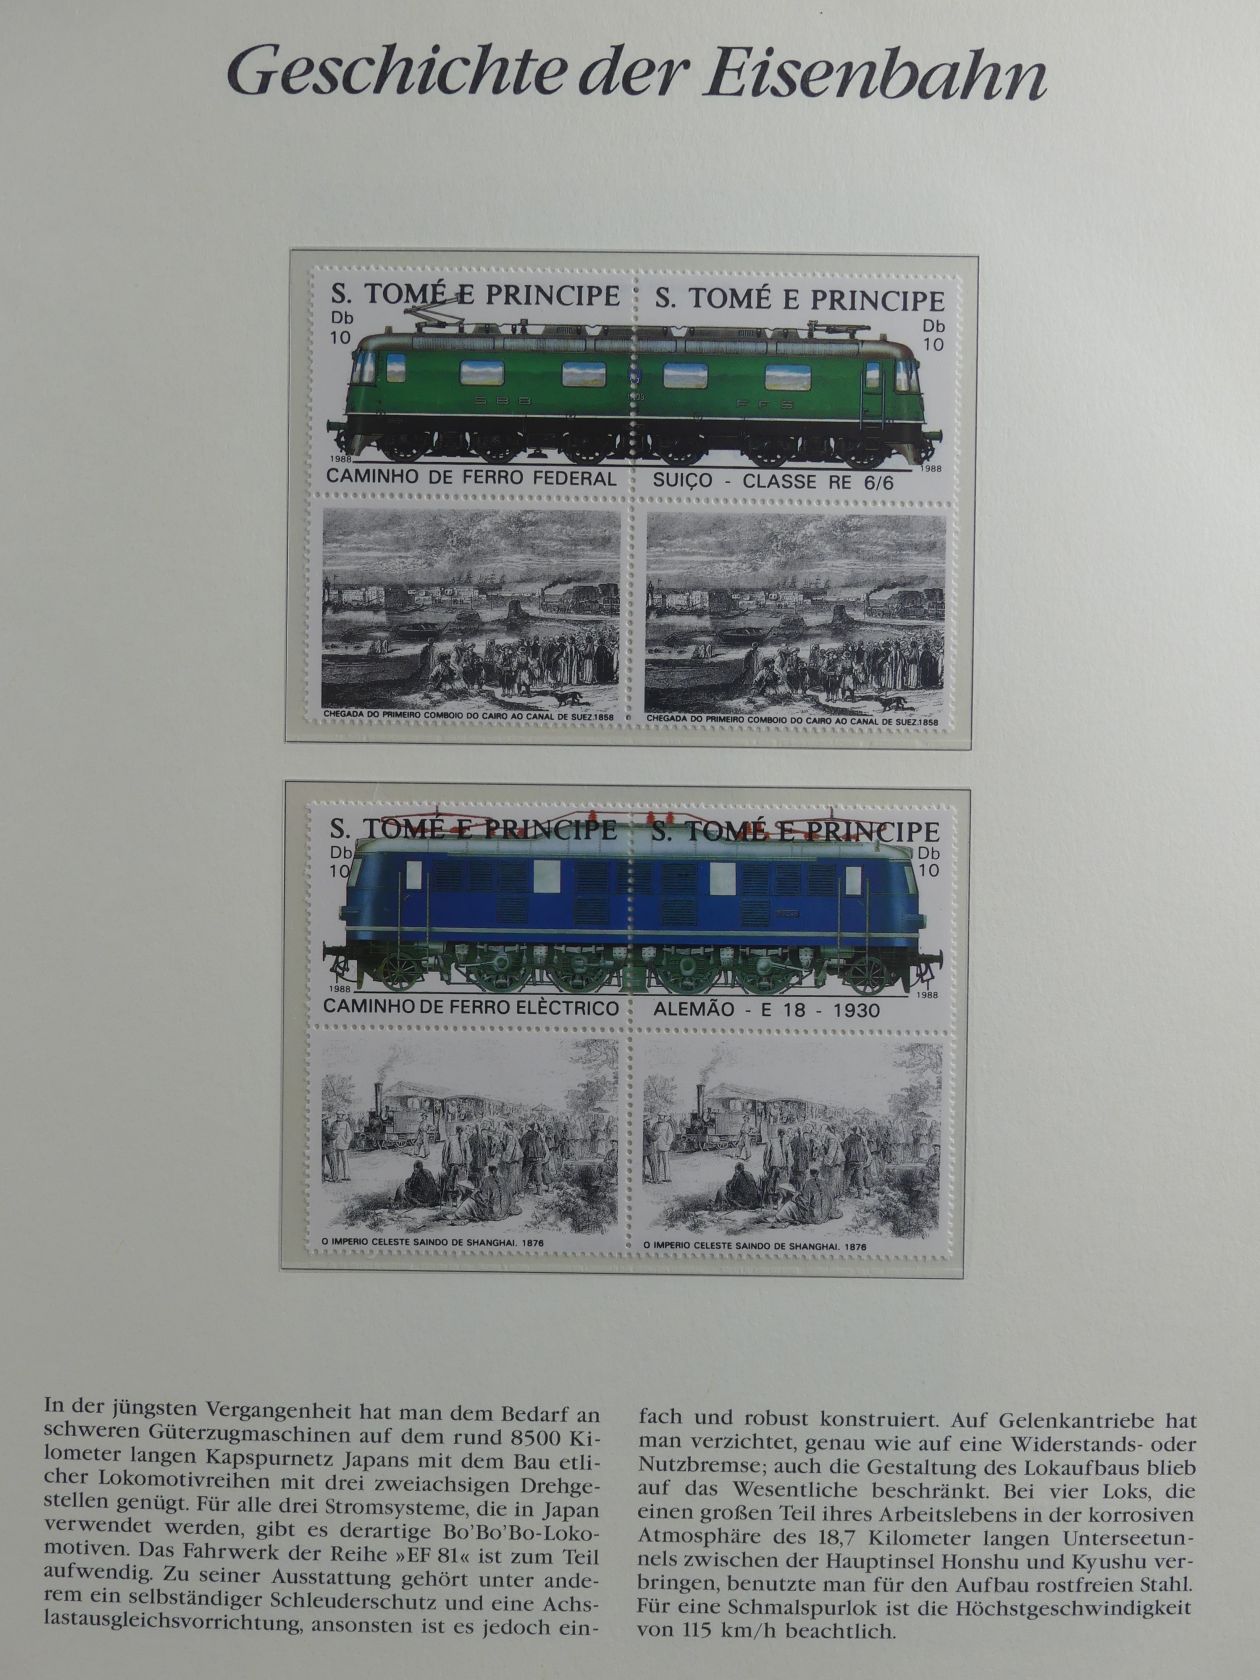 Geschichte der Eisenbahn
S. TOMÉ E PRINCIPE
Db
10
S. TOMÉ E PRINCIPE
Db
10
SBB
FFS
1988
CAMINHO DE FERRO FEDERAL
SUIÇO - CLASSE RE 6/6
1988
CHEGADA DO PRIMEIRO COMBOIO DO CAIRO AO CANAL DE SUEZ.1858
CHEGADA DO PRIMEIRO COMBOIO DO CAIRO AO CANAL DE SUEZ.1858
S. TOMÉ E PRINCIPE
Db
10
S. TOMÉ E PRINCIPE
Db
10
1988
CAMINHO DE FERRO ELÈCTRICO
ALEMÃO - E 18 - 1930
1988
O IMPERIO CELESTE SAINDO DE SHANGHAI. 1876
O IMPERIO CELESTE SAINDO DE SHANGHAI. 1876
In der jüngsten Vergangenheit hat man dem Bedarf an
schweren Güterzugmaschinen auf dem rund 8500 Ki-
lometer langen Kapspurnetz Japans mit dem Bau etli-
cher Lokomotivreihen mit drei zweiachsigen Drehge-
stellen genügt. Für alle drei Stromsysteme, die in Japan
verwendet werden, gibt es derartige Bo'Bo'Bo-Loko-
motiven. Das Fahrwerk der Reihe »EF 81« ist zum Teil
aufwendig. Zu seiner Ausstattung gehört unter ande-
rem ein selbständiger Schleuderschutz und eine Achs-
lastausgleichsvorrichtung, ansonsten ist es jedoch ein-
fach und robust konstruiert. Auf Gelenkantriebe hat
man verzichtet, genau wie auf eine Widerstands- oder
Nutzbremse; auch die Gestaltung des Lokaufbaus blieb
auf das Wesentliche beschränkt. Bei vier Loks, die
einen großen Teil ihres Arbeitslebens in der korrosiven
Atmosphäre des 18,7 Kilometer langen Unterseetun-
nels zwischen der Hauptinsel Honshu und Kyushu ver-
bringen, benutzte man für den Aufbau rostfreien Stahl.
Für eine Schmalspurlok ist die Höchstgeschwindigkeit
von 115 km/h beachtlich.